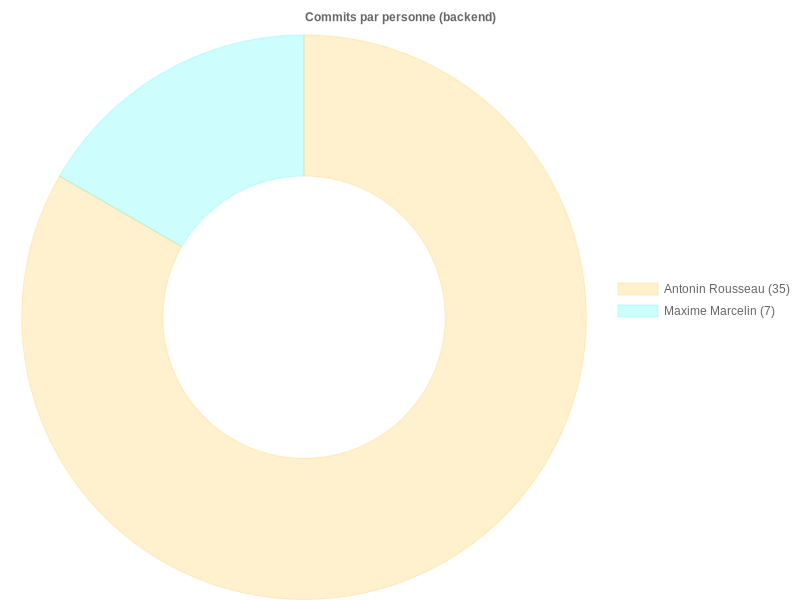 Commits par personne (backend)
Antonin Rousseau (35)
Maxime Marcelin (7)